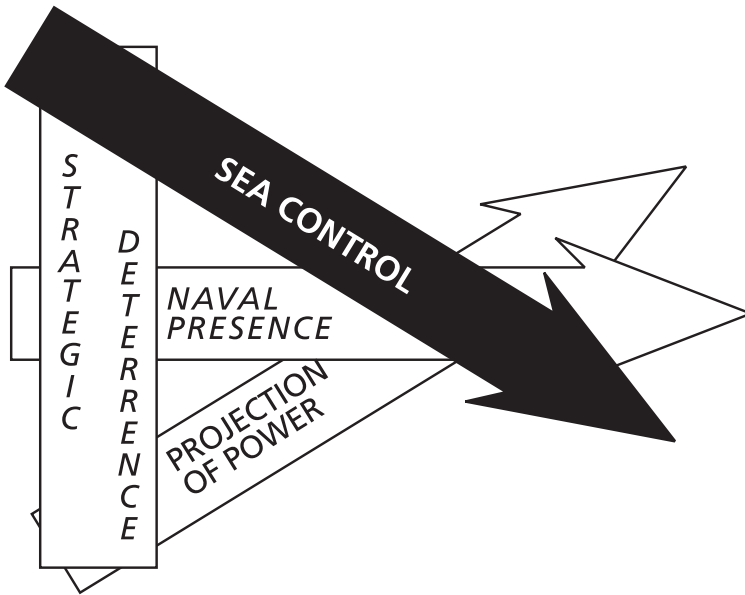 SEA CONTROL
STRATEGIC
DETERRENCE
NAVAL
PRESENCE
PROJECTION
OF POWER